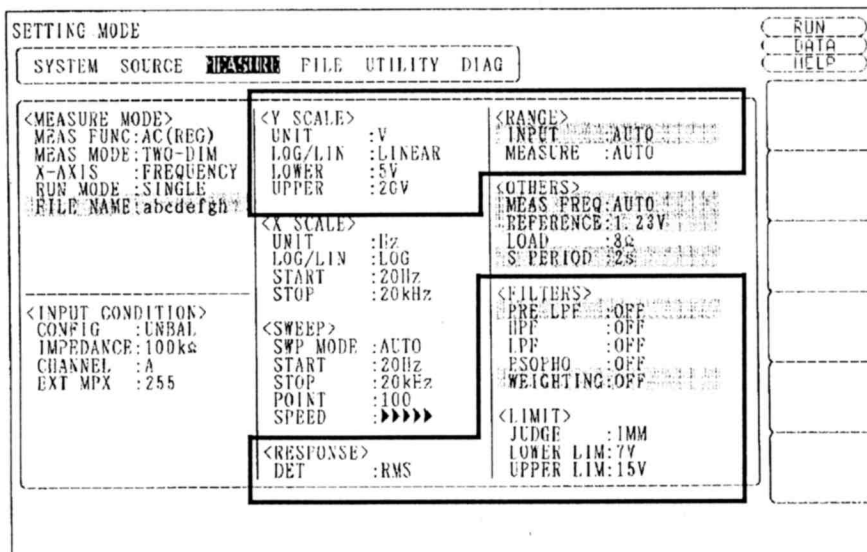 SETTING MODE
RUN
DATA
HELP
SYSTEM SOURCE MEASURE FILE UTILITY DIAG
<MEASURE MODE>
MEAS FUNC:AC(REG)
MEAS MODE:TWO-DIM
X-AXIS :FREQUENCY
RUN MODE :SINGLE
FILE NAME:abcdefgh
<INPUT CONDITION>
CONFIG :UNBAL
IMPEDANCE:100kΩ
CHANNEL :A
EXT MPX :255
<Y SCALE>
UNIT :V
LOG/LIN :LINEAR
LOWER :5V
UPPER :20V
<X SCALE>
UNIT :Hz
LOG/LIN :LOG
START :20Hz
STOP :20kHz
<SWEEP>
SWP MODE :AUTO
START :20Hz
STOP :20kHz
POINT :100
SPEED :
<RESPONSE>
DET :RMS
<RANGE>
INPUT :AUTO
MEASURE :AUTO
<OTHERS>
MEAS FREQ:AUTO
REFERENCE:1.23V
LOAD :8Ω
S PERIOD :2s
<FILTERS>
PRE LPF :OFF
HPF :OFF
LPF :OFF
PSOPHO :OFF
WEIGHTING:OFF
<LIMIT>
JUDGE :IMM
LOWER LIM:7V
UPPER LIM:15V